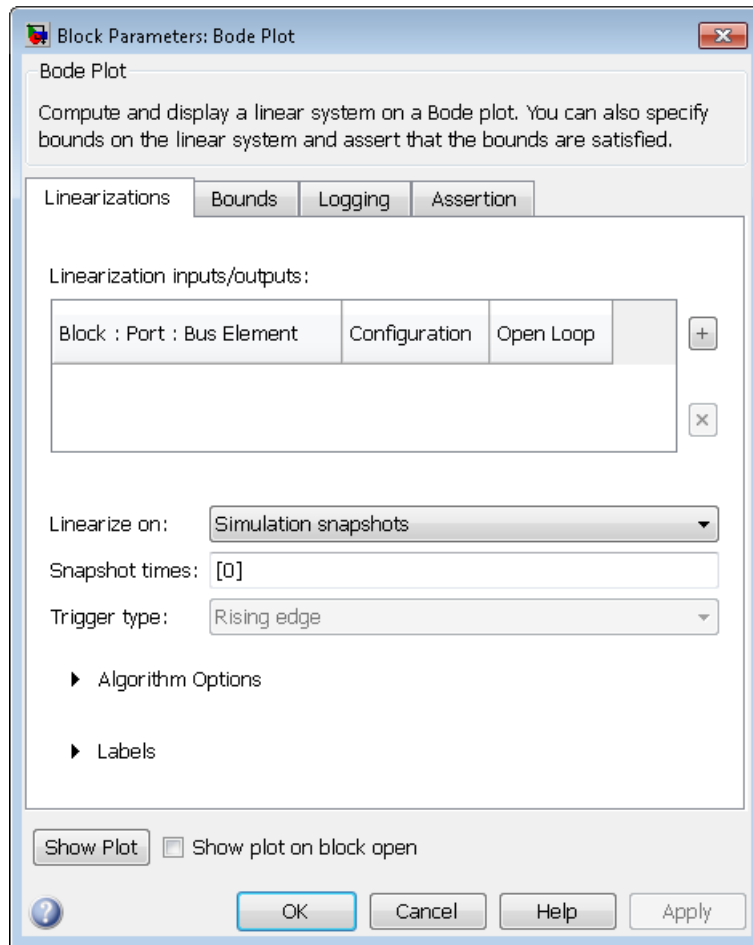 Block Parameters: Bode Plot
Bode Plot
Compute and display a linear system on a Bode plot. You can also specify
bounds on the linear system and assert that the bounds are satisfied.
Linearizations Bounds Logging Assertion
Linearization inputs/outputs:
Block : Port : Bus Element Configuration Open Loop
+
×
Linearize on: Simulation snapshots
Snapshot times: [0]
Trigger type: Rising edge
Algorithm Options
Labels
Show Plot Show plot on block open
? OK Cancel Help Apply